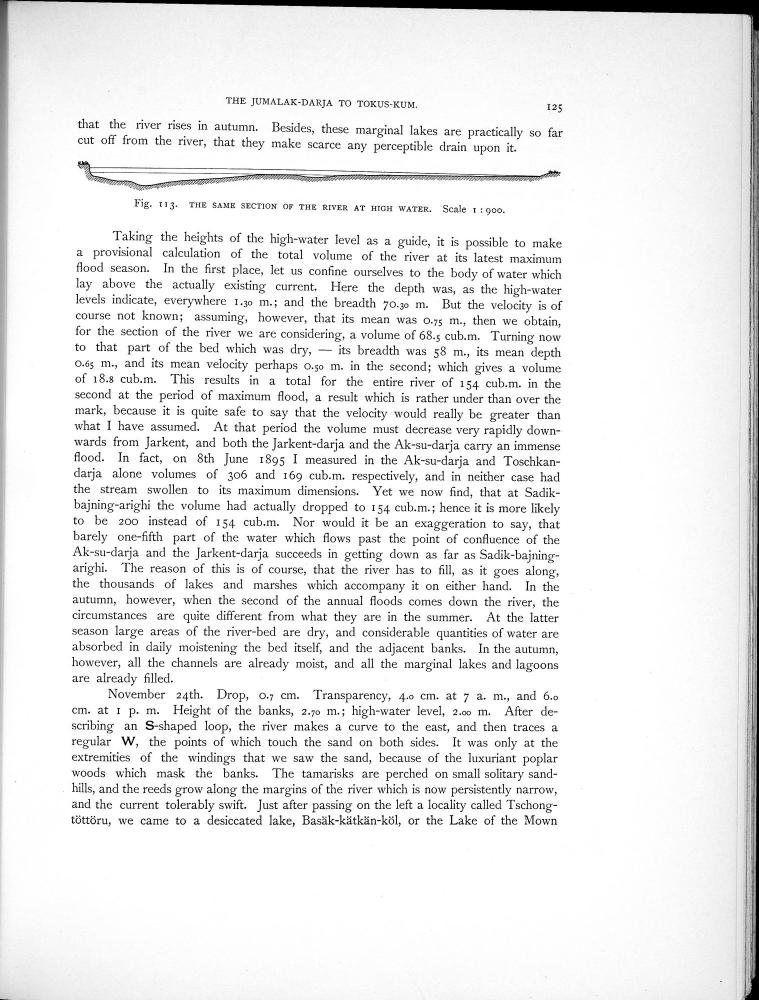 THE JUMALAK-DARJA TO TOKUS-KUM.
125
that the river rises in autumn. Besides, these marginal lakes are practically so far
cut off from the river, that they make scarce any perceptible drain upon it.
Fig. 113. THE SAME SECTION OF THE RIVER AT HIGH WATER. Scale 1 : 900.
Taking the heights of the high-water level as a guide, it is possible to make
a provisional calculation of the total volume of the river at its latest maximum
flood season. In the first place, let us confine ourselves to the body of water which
lay above the actually existing current. Here the depth was, as the high-water
levels indicate, everywhere 1.30 m.; and the breadth 70.30 m. But the velocity is of
course not known; assuming, however, that its mean was 0.75 m., then we obtain,
for the section of the river we are considering, a volume of 68.5 cub.m. Turning now
to that part of the bed which was dry, — its breadth was 58 m., its mean depth
0.65 m., and its mean velocity perhaps 0.50 m. in the second; which gives a volume
of 18.8 cub.m. This results in a total for the entire river of 154 cub.m. in the
second at the period of maximum flood, a result which is rather under than over the
mark, because it is quite safe to say that the velocity would really be greater than
what I have assumed. At that period the volume must decrease very rapidly down-
wards from Jarkent, and both the Jarkent-darja and the Ak-su-darja carry an immense
flood. In fact, on 8th June 1895 I measured in the Ak-su-darja and Toschkan-
darja alone volumes of 306 and 169 cub.m. respectively, and in neither case had
the stream swollen to its maximum dimensions. Yet we now find, that at Sadik-
bajning-arighi the volume had actually dropped to 154 cub.m.; hence it is more likely
to be 200 instead of 154 cub.m. Nor would it be an exaggeration to say, that
barely one-fifth part of the water which flows past the point of confluence of the
Ak-su-darja and the Jarkent-darja succeeds in getting down as far as Sadik-bajning-
arighi. The reason of this is of course, that the river has to fill, as it goes along,
the thousands of lakes and marshes which accompany it on either hand. In the
autumn, however, when the second of the annual floods comes down the river, the
circumstances are quite different from what they are in the summer. At the latter
season large areas of the river-bed are dry, and considerable quantities of water are
absorbed in daily moistening the bed itself, and the adjacent banks. In the autumn,
however, all the channels are already moist, and all the marginal lakes and lagoons
are already filled.
November 24th. Drop, 0.7 cm. Transparency, 4.0 cm. at 7 a. m., and 6.0
cm. at 1 p. m. Height of the banks, 2.70 m.; high-water level, 2.00 m. After de-
scribing an S-shaped loop, the river makes a curve to the east, and then traces a
regular W, the points of which touch the sand on both sides. It was only at the
extremities of the windings that we saw the sand, because of the luxuriant poplar
woods which mask the banks. The tamarisks are perched on small solitary sand-
hills, and the reeds grow along the margins of the river which is now persistently narrow,
and the current tolerably swift. Just after passing on the left a locality called Tschong-
töttöru, we came to a desiccated lake, Basäk-kätkän-köl, or the Lake of the Mown